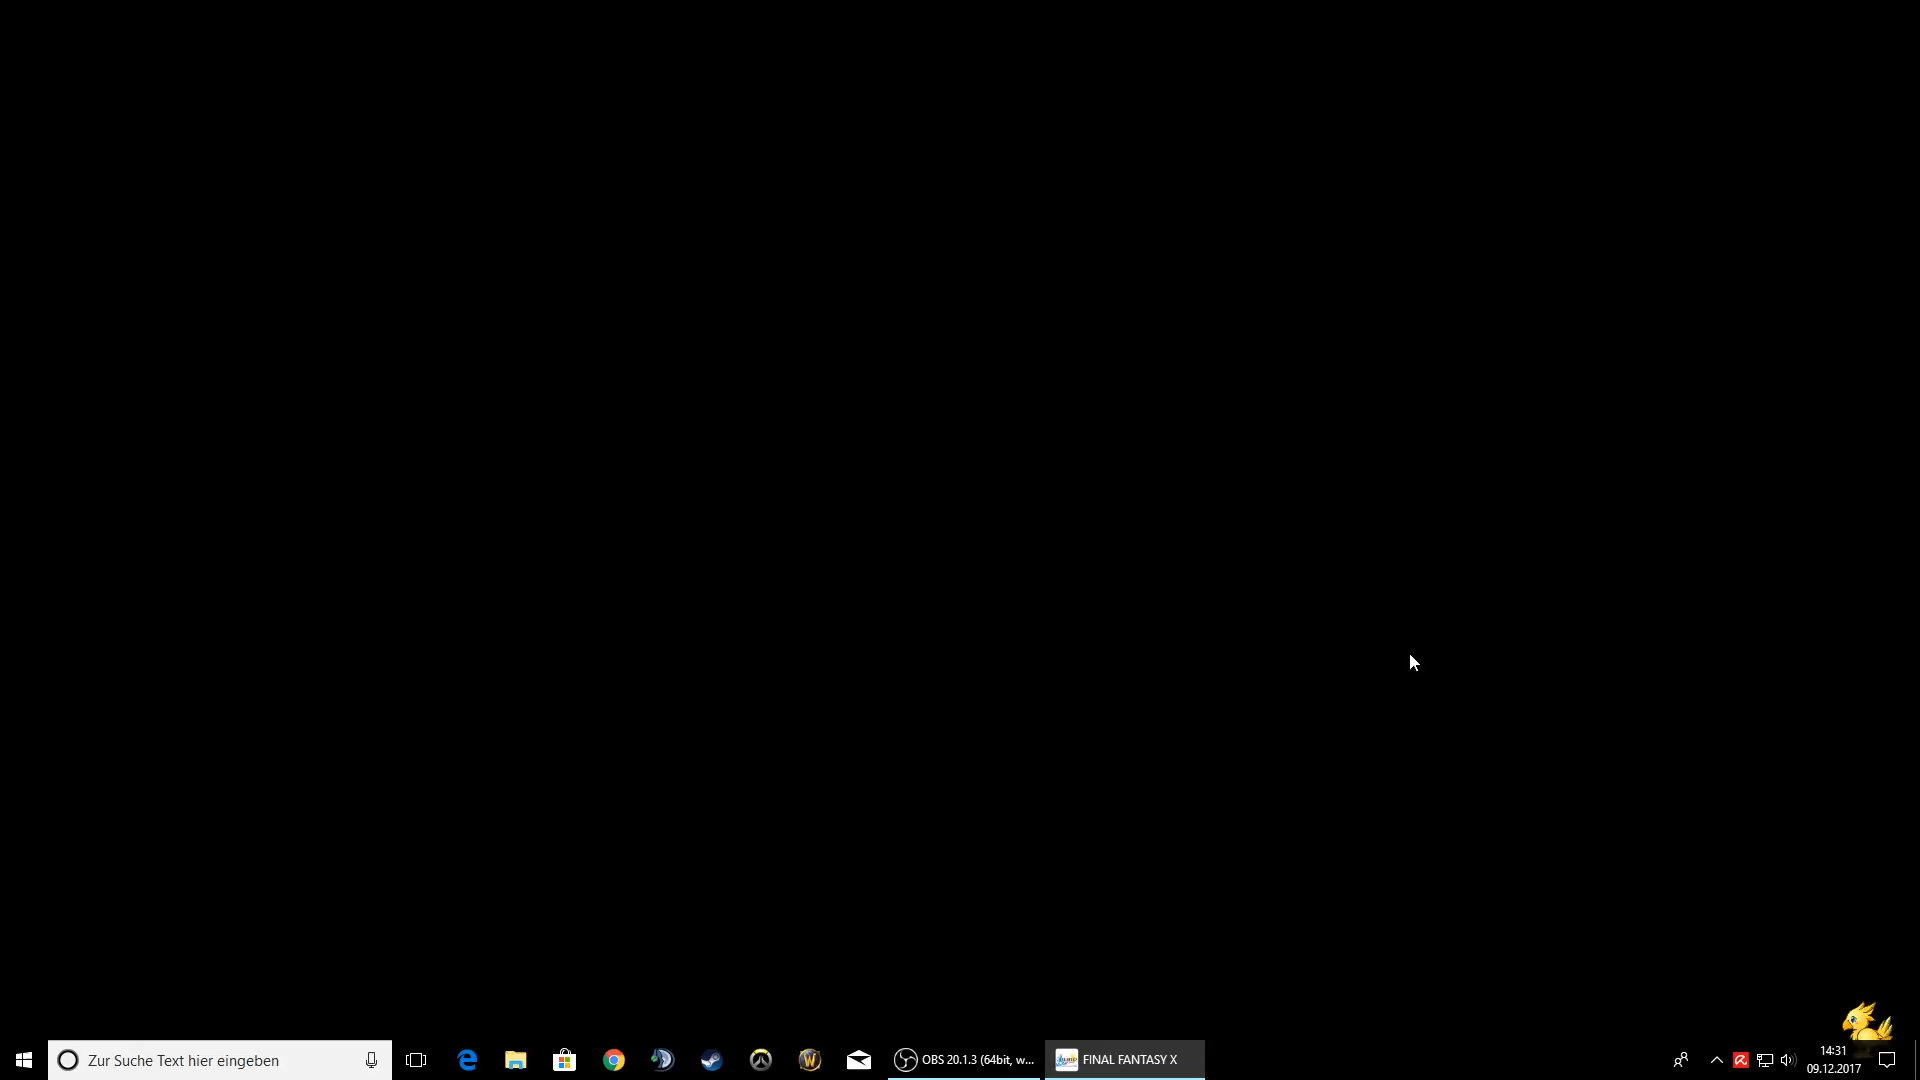 Zur Suche Text hier eingeben
OBS 20.1.3 (64bit, w...
FINAL FANTASY X
14:31
09.12.2017